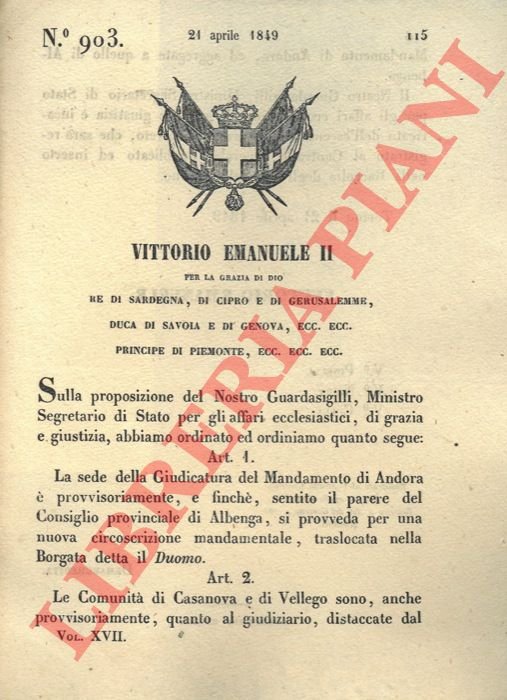 N.º 903.
21 aprile 1849
115
VITTORIO EMANUELE II
PER LA GRAZIA DI DIO
RE DI SARDEGNA, DI CIPRO E DI GERUSALEMME,
DUCA DI SAVOIA E DI GENOVA, ECC. ECC.
PRINCIPE DI PIEMONTE, ECC. ECC. ECC.
Sulla proposizione del Nostro Guardasigilli, Ministro
Segretario di Stato per gli affari ecclesiastici, di grazia
e giustizia, abbiamo ordinato ed ordiniamo quanto segue:
Art. 1.
La sede della Giudicatura del Mandamento di Andora
è provvisoriamente, e finchè, sentito il parere del
Consiglio provinciale di Albenga, si provveda per una
nuova circoscrizione mandamentale, traslocata nella
Borgata detta il Duomo.
Art. 2.
Le Comunità di Casanova e di Vellego sono, anche
provvisoriamente, quanto al giudiziario, distaccate dal
VOL. XVII.
LIBRERIA PIANI